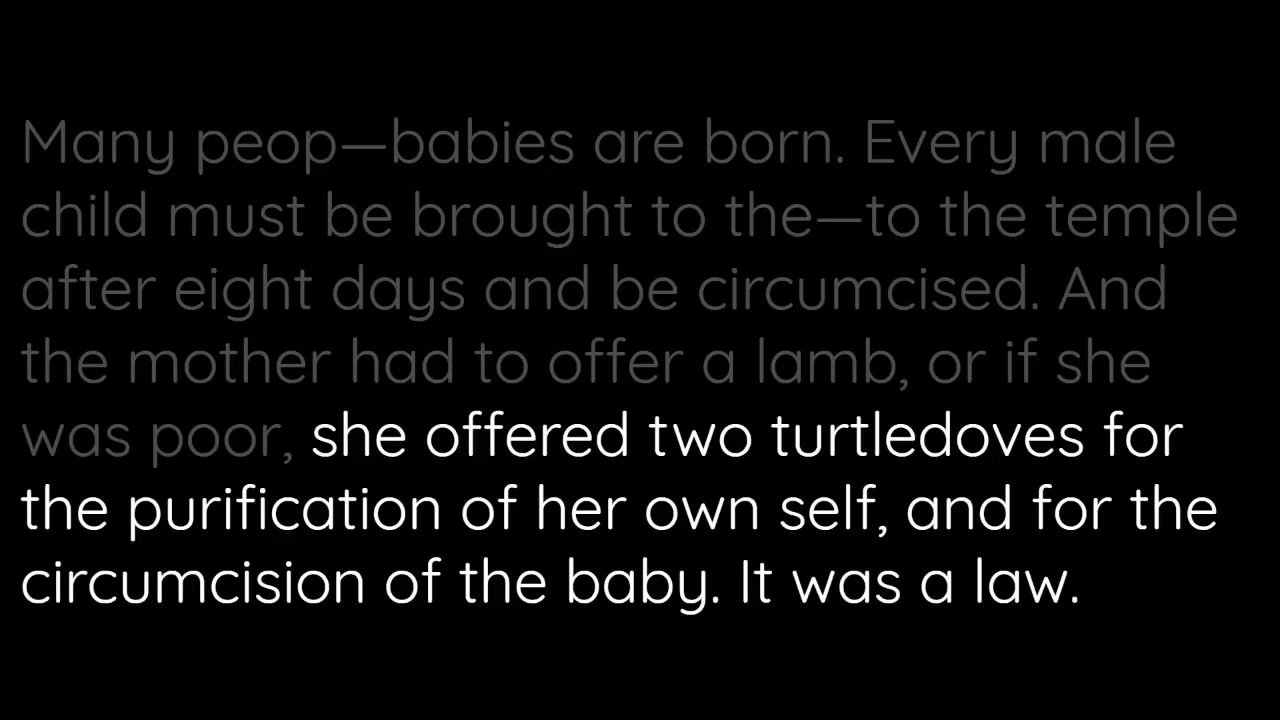 Many peop—babies are born. Every male
child must be brought to the—to the temple
after eight days and be circumcised. And
the mother had to offer a lamb, or if she
was poor, she offered two turtledoves for
the purification of her own self, and for the
circumcision of the baby. It was a law.